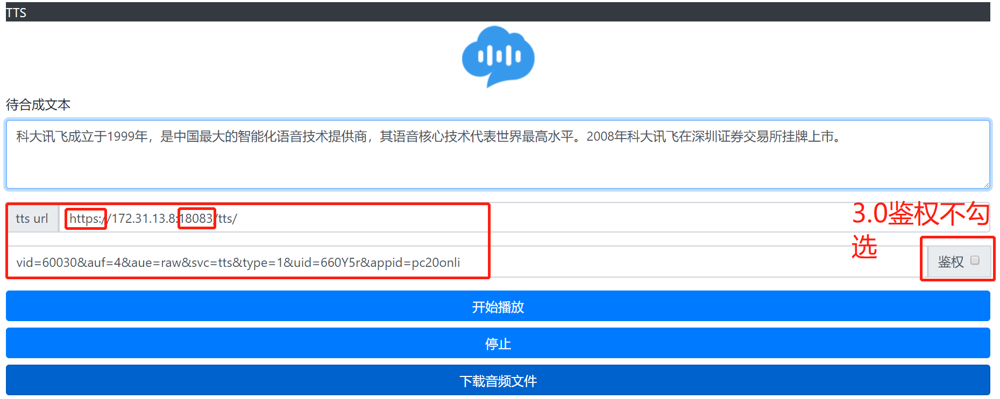 TTS
待合成文本
科大讯飞成立于1999年，是中国最大的智能化语音技术提供商，其语音核心技术代表世界最高水平。2008年科大讯飞在深圳证券交易所挂牌上市。
tts url https://172.31.13.8:18083/tts/
3.0鉴权不勾
选
vid=60030&auf=4&aue=raw&svc=tts&type=1&uid=660Y5r&appid=pc20onli 鉴权
开始播放
停止
下载音频文件